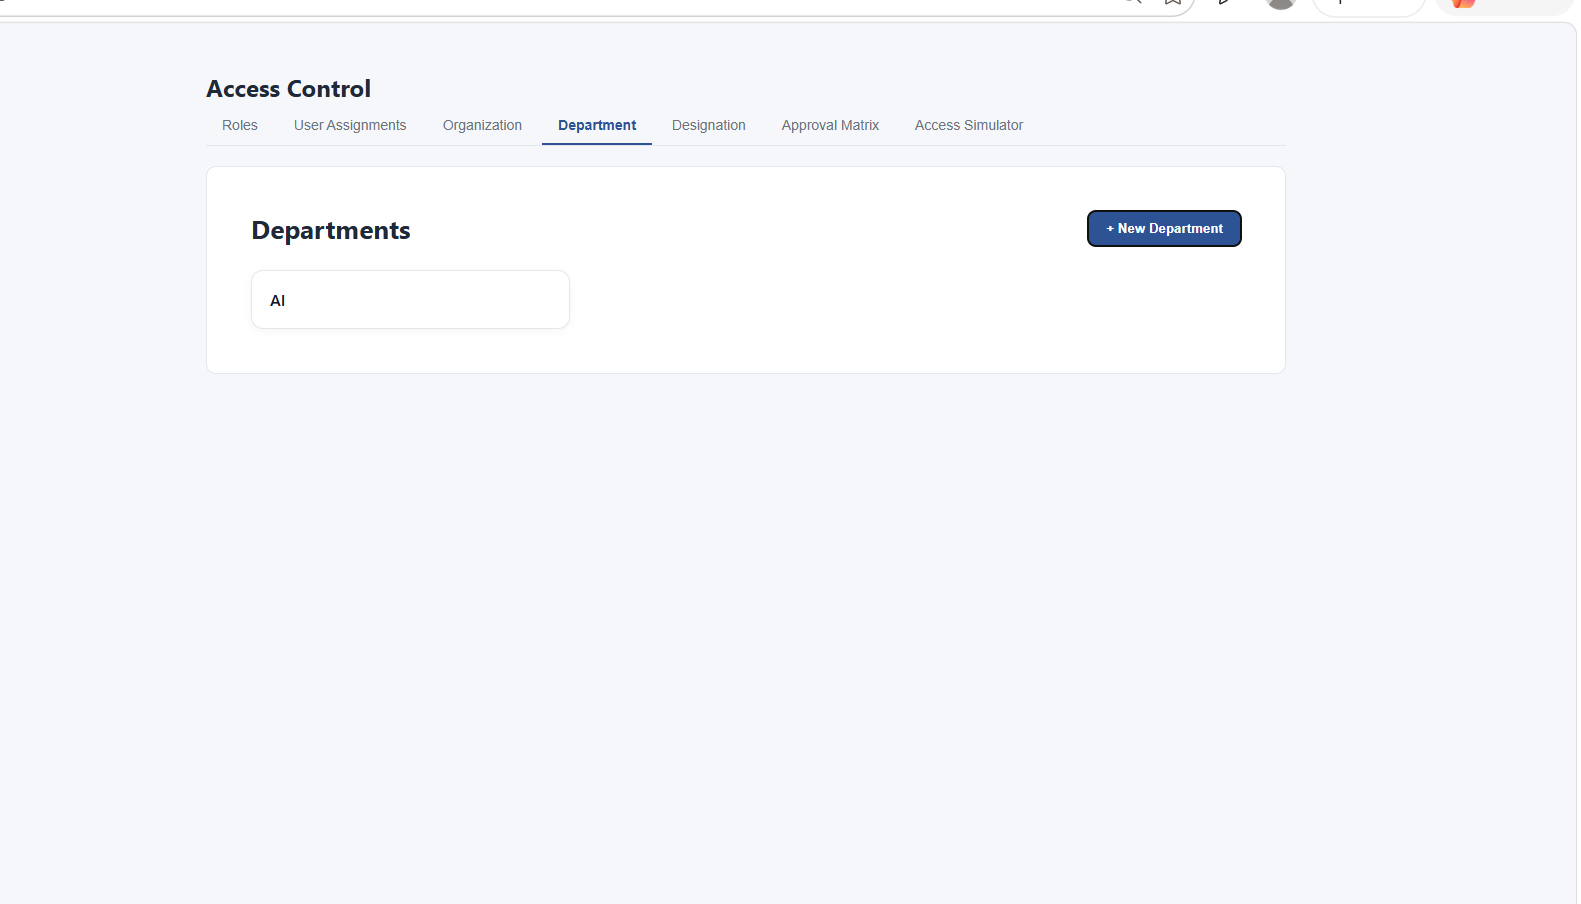 Access Control
Roles User Assignments Organization Department Designation Approval Matrix Access Simulator
Departments
+ New Department
AI